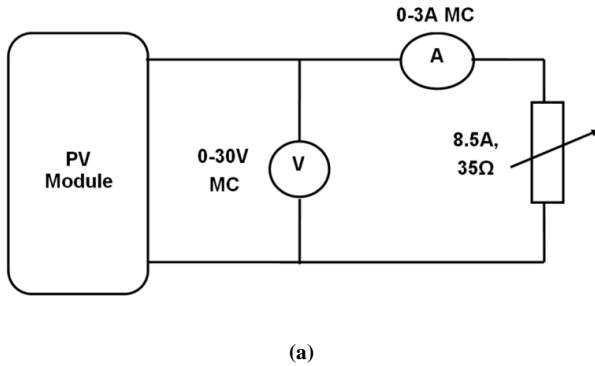 0-3A MC
A
PV
Module
0-30V
MC
V
8.5A,
35Ω
(a)